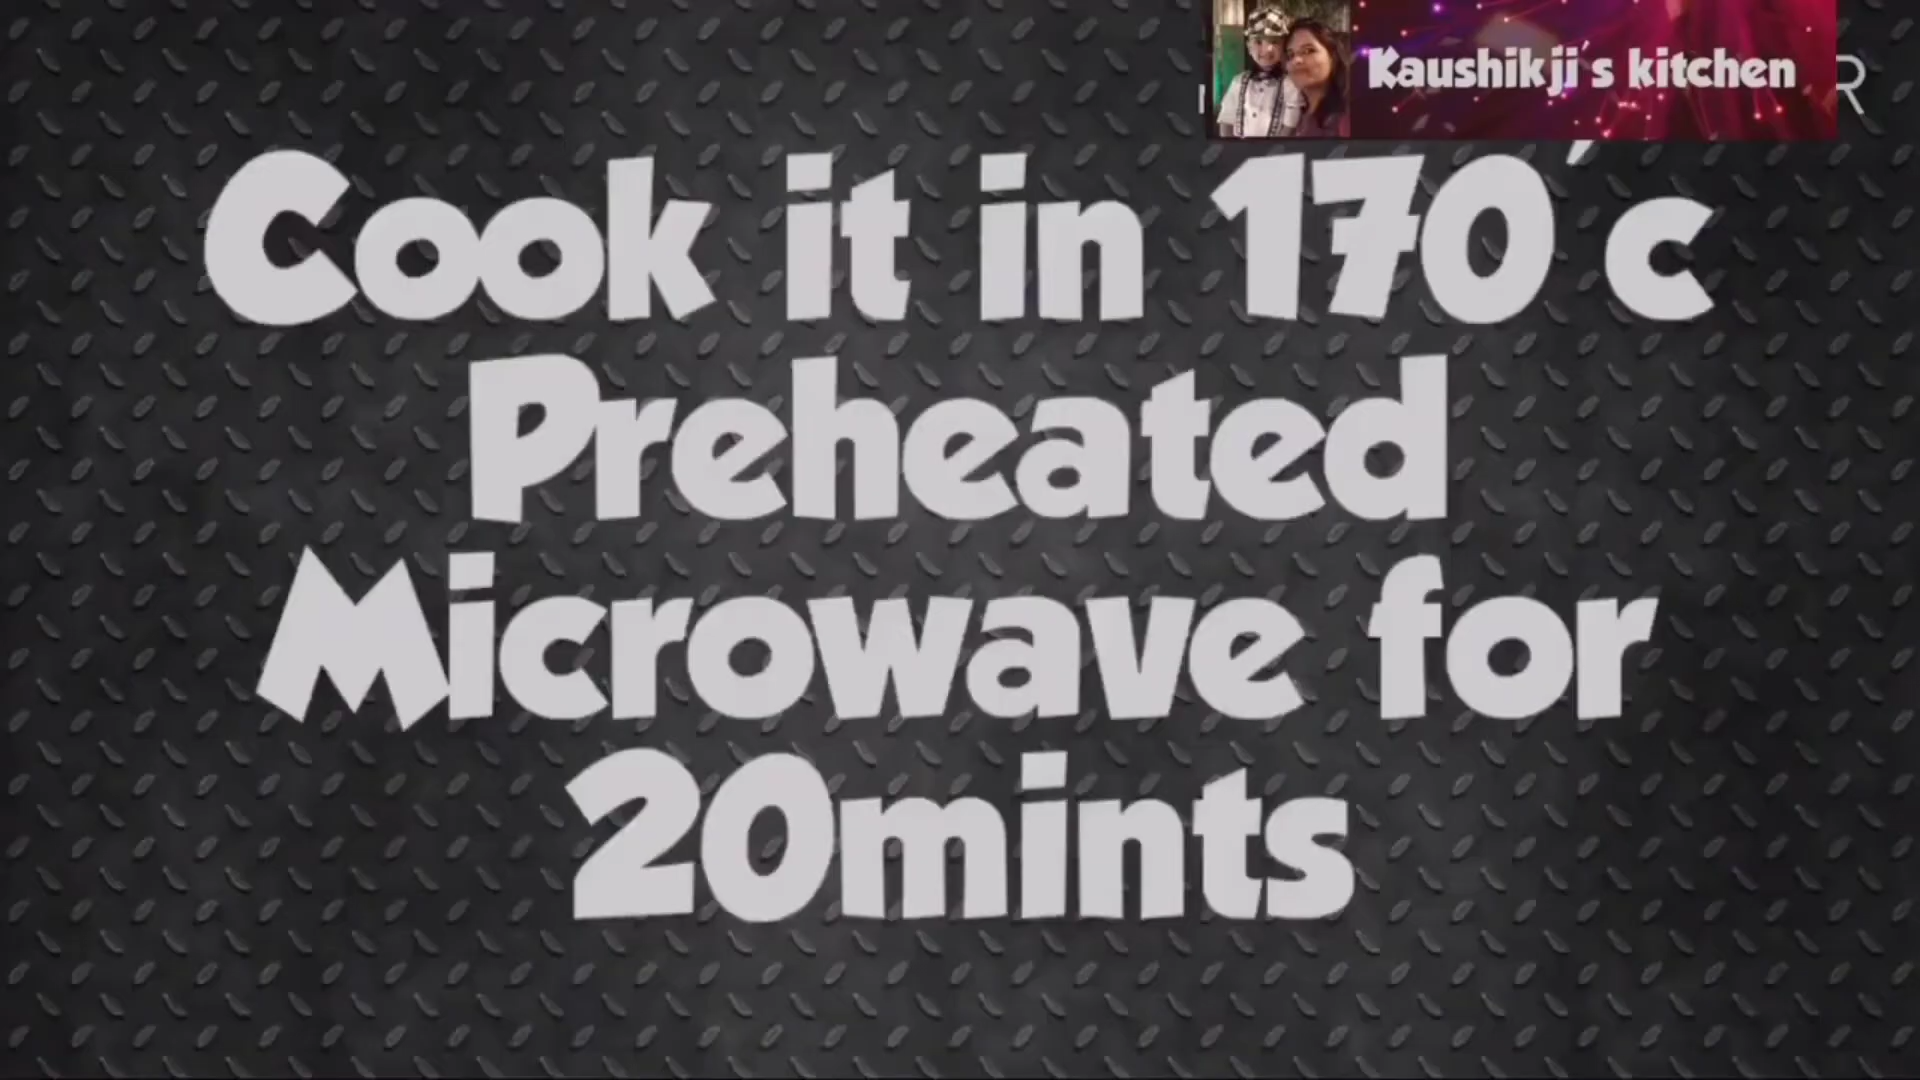 Kaushikji's kitchen
R
Cook it in 170'c
Preheated
Microwave for
20mints